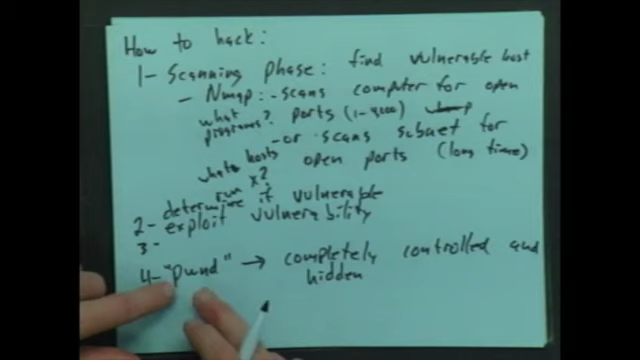 How to hack:
1- Scanning phase: find vulnerable host
- Nmap: - scans computer for open
what programs? ports (1-9000)
- or scans subnet for
what hosts run x? open ports (long time)
2- determine if vulnerable
3- exploit vulnerability
4- "pwnd" → completely controlled and
hidden